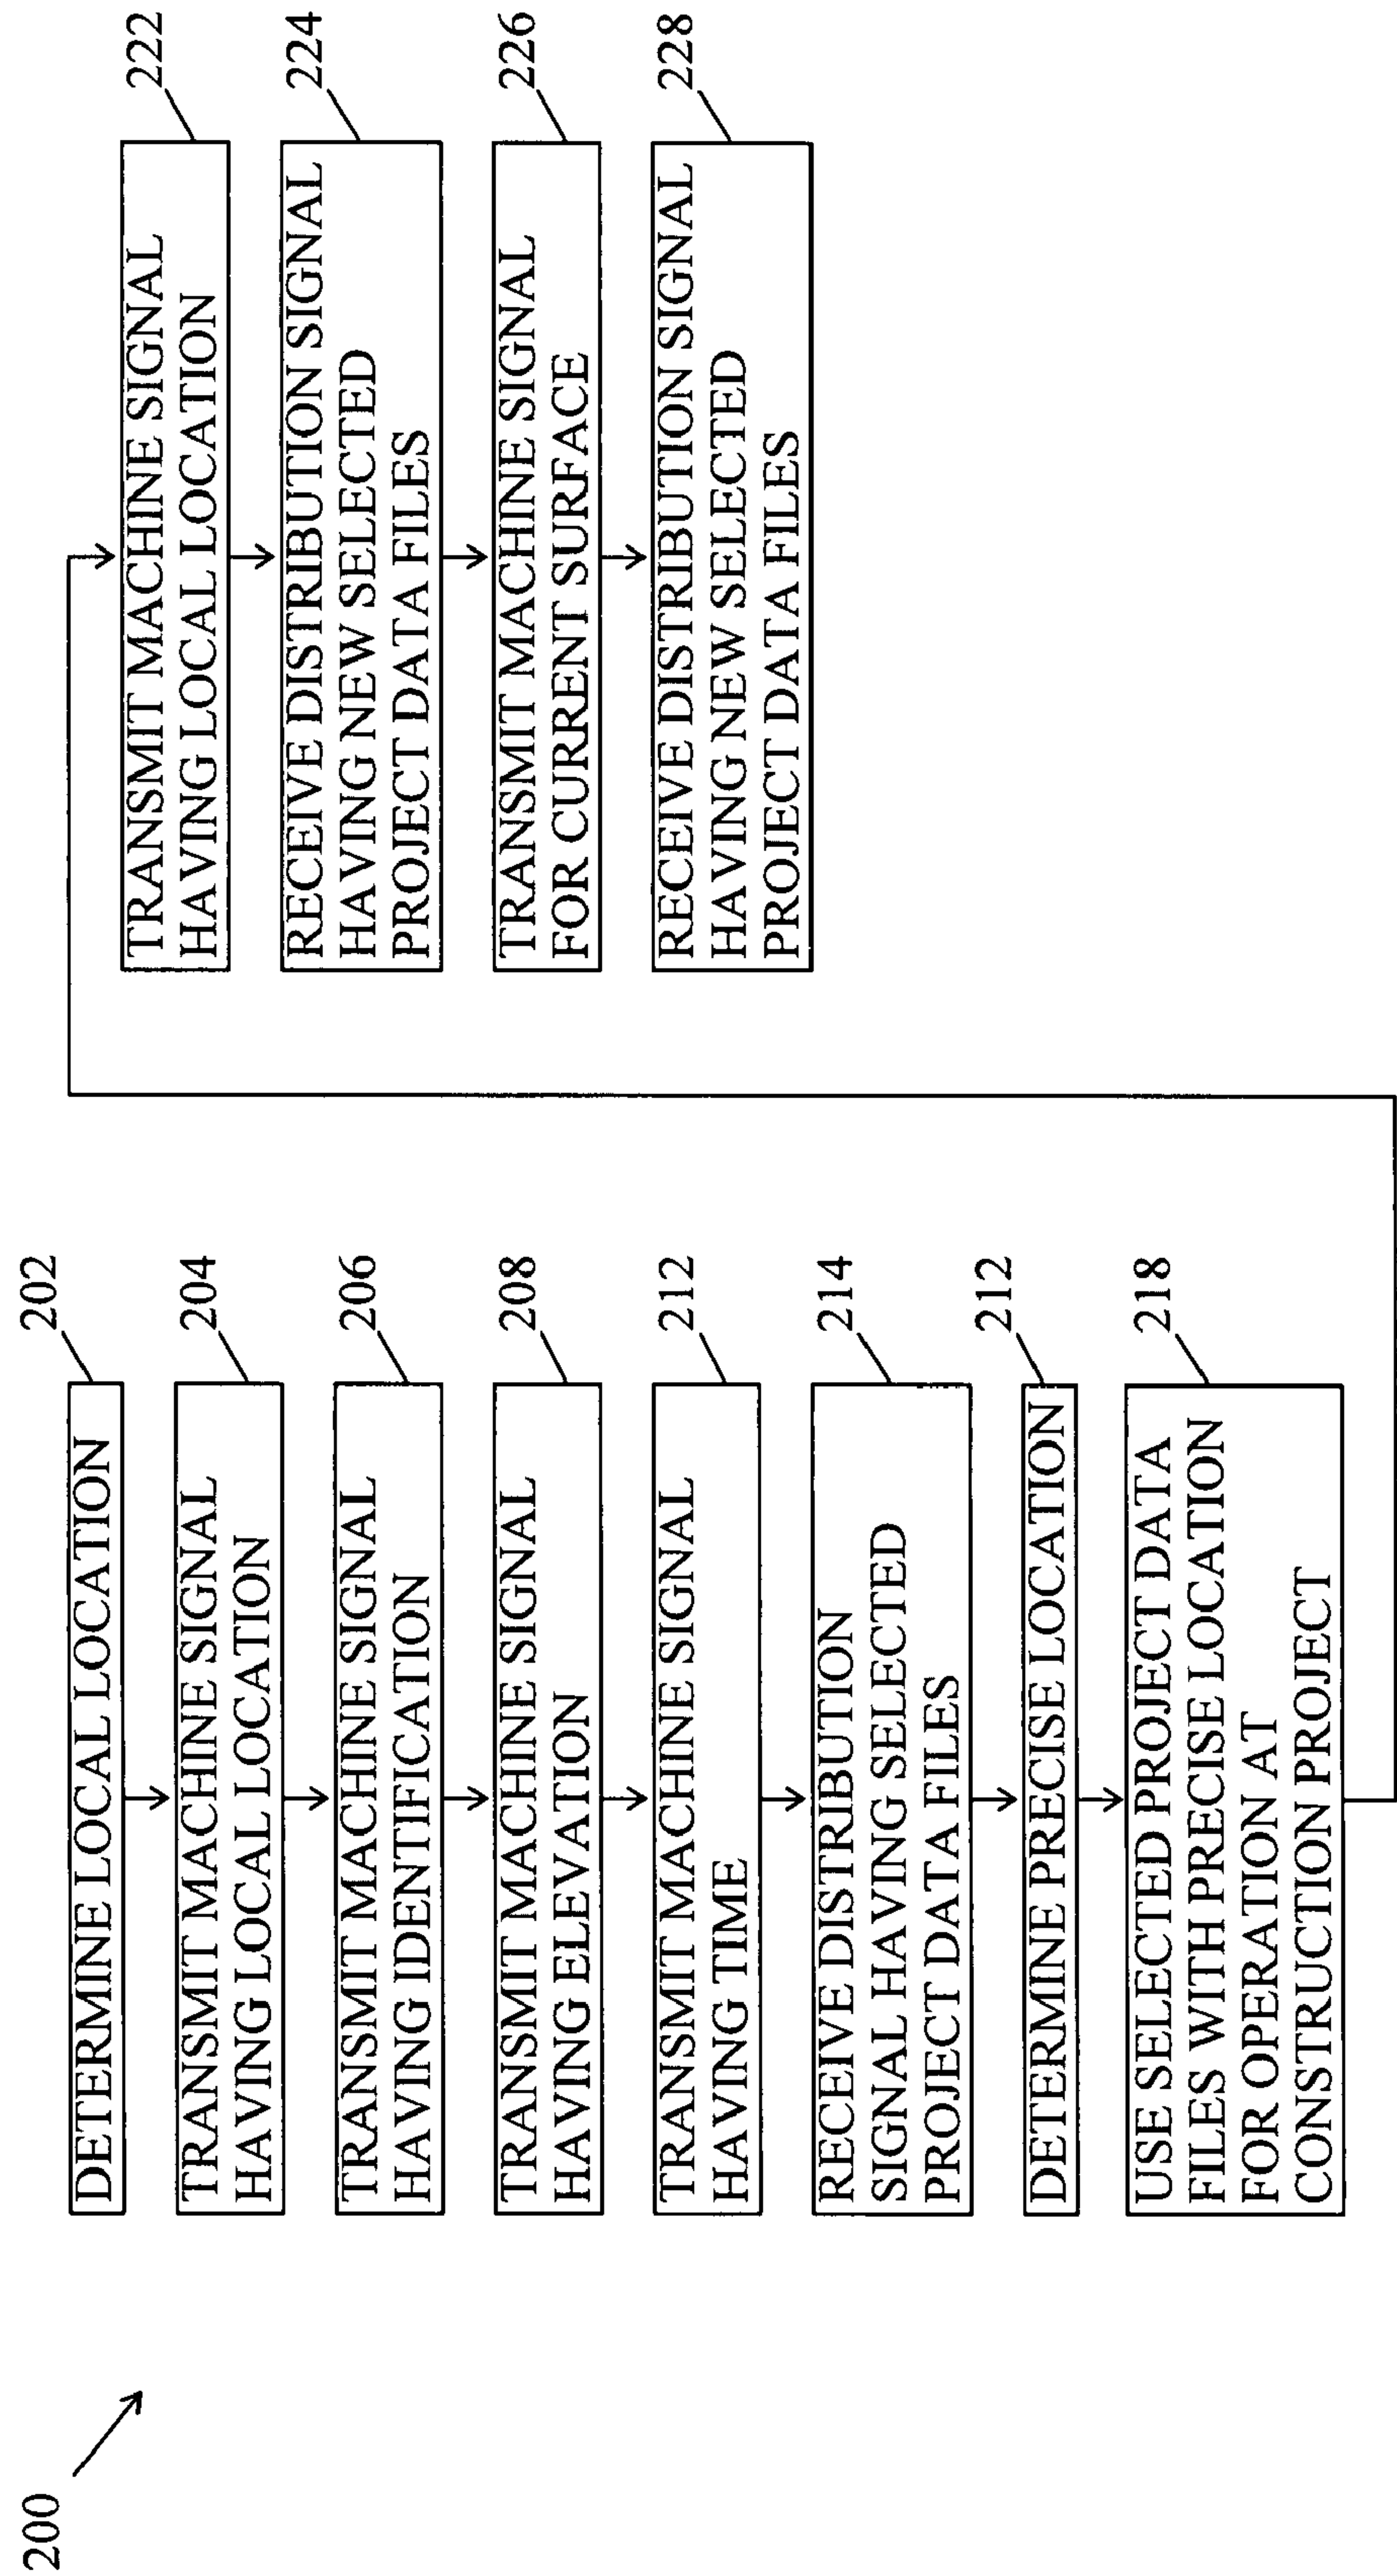 200
202
DETERMINE LOCAL LOCATION
204
TRANSMIT MACHINE SIGNAL
HAVING LOCAL LOCATION
206
TRANSMIT MACHINE SIGNAL
HAVING IDENTIFICATION
208
TRANSMIT MACHINE SIGNAL
HAVING ELEVATION
212
TRANSMIT MACHINE SIGNAL
HAVING TIME
214
RECEIVE DISTRIBUTION
SIGNAL HAVING SELECTED
PROJECT DATA FILES
212
DETERMINE PRECISE LOCATION
218
USE SELECTED PROJECT DATA
FILES WITH PRECISE LOCATION
FOR OPERATION AT
CONSTRUCTION PROJECT
222
TRANSMIT MACHINE SIGNAL
HAVING LOCAL LOCATION
224
RECEIVE DISTRIBUTION SIGNAL
HAVING NEW SELECTED
PROJECT DATA FILES
226
TRANSMIT MACHINE SIGNAL
FOR CURRENT SURFACE
228
RECEIVE DISTRIBUTION SIGNAL
HAVING NEW SELECTED
PROJECT DATA FILES